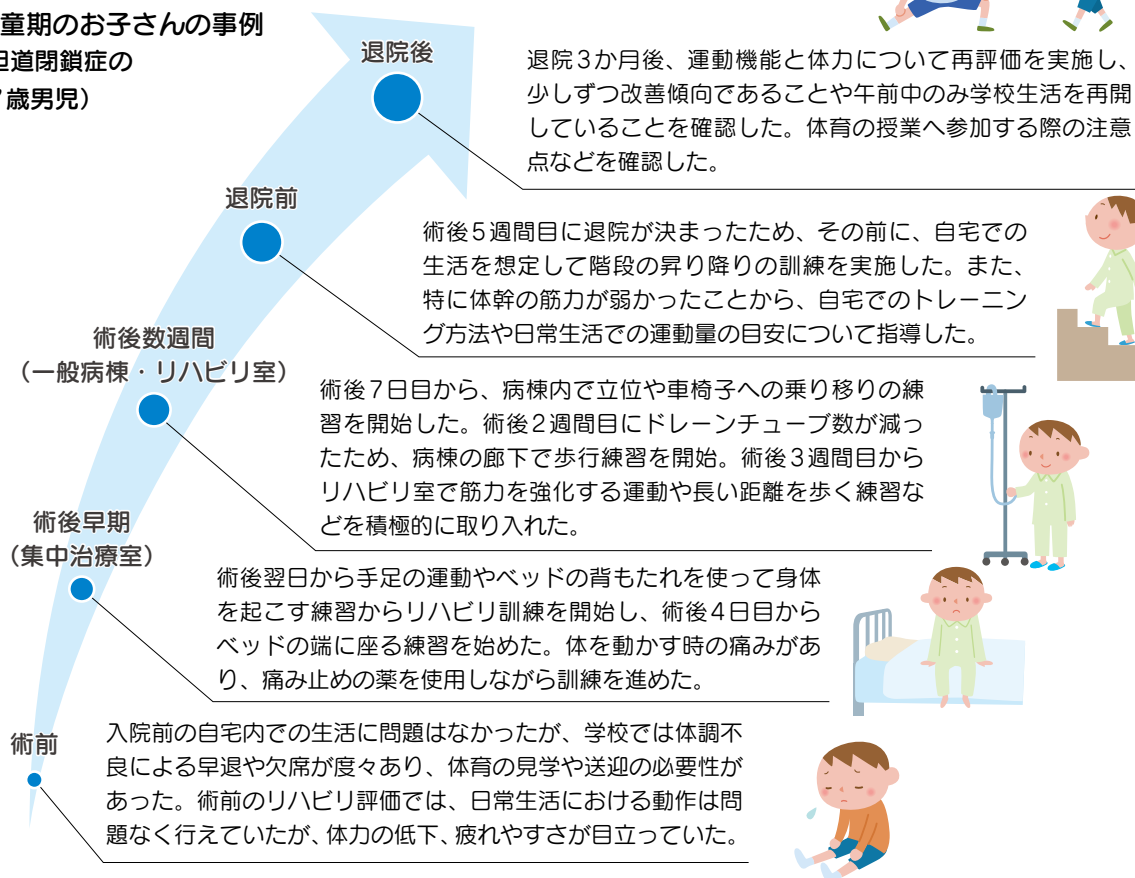 童期のお子さんの事例
胆道閉鎖症の
歳男児）
退院後
退院3か月後、運動機能と体力について再評価を実施し、
少しずつ改善傾向であることや午前中のみ学校生活を再開
していることを確認した。体育の授業へ参加する際の注意
点などを確認した。
退院前
術後5週間目に退院が決まったため、その前に、自宅での
生活を想定して階段の昇り降りの訓練を実施した。また、
特に体幹の筋力が弱かったことから、自宅でのトレーニン
グ方法や日常生活での運動量の目安について指導した。
術後数週間
（一般病棟・リハビリ室）
術後7日目から、病棟内で立位や車椅子への乗り移りの練
習を開始した。術後2週間目にドレーンチューブ数が減っ
たため、病棟の廊下で歩行練習を開始。術後3週間目から
リハビリ室で筋力を強化する運動や長い距離を歩く練習な
どを積極的に取り入れた。
術後早期
（集中治療室）
術後翌日から手足の運動やベッドの背もたれを使って身体
を起こす練習からリハビリ訓練を開始し、術後4日目から
ベッドの端に座る練習を始めた。体を動かす時の痛みがあ
り、痛み止めの薬を使用しながら訓練を進めた。
術前
入院前の自宅内での生活に問題はなかったが、学校では体調不
良による早退や欠席が度々あり、体育の見学や送迎の必要性が
あった。術前のリハビリ評価では、日常生活における動作は問
題なく行えていたが、体力の低下、疲れやすさが目立っていた。